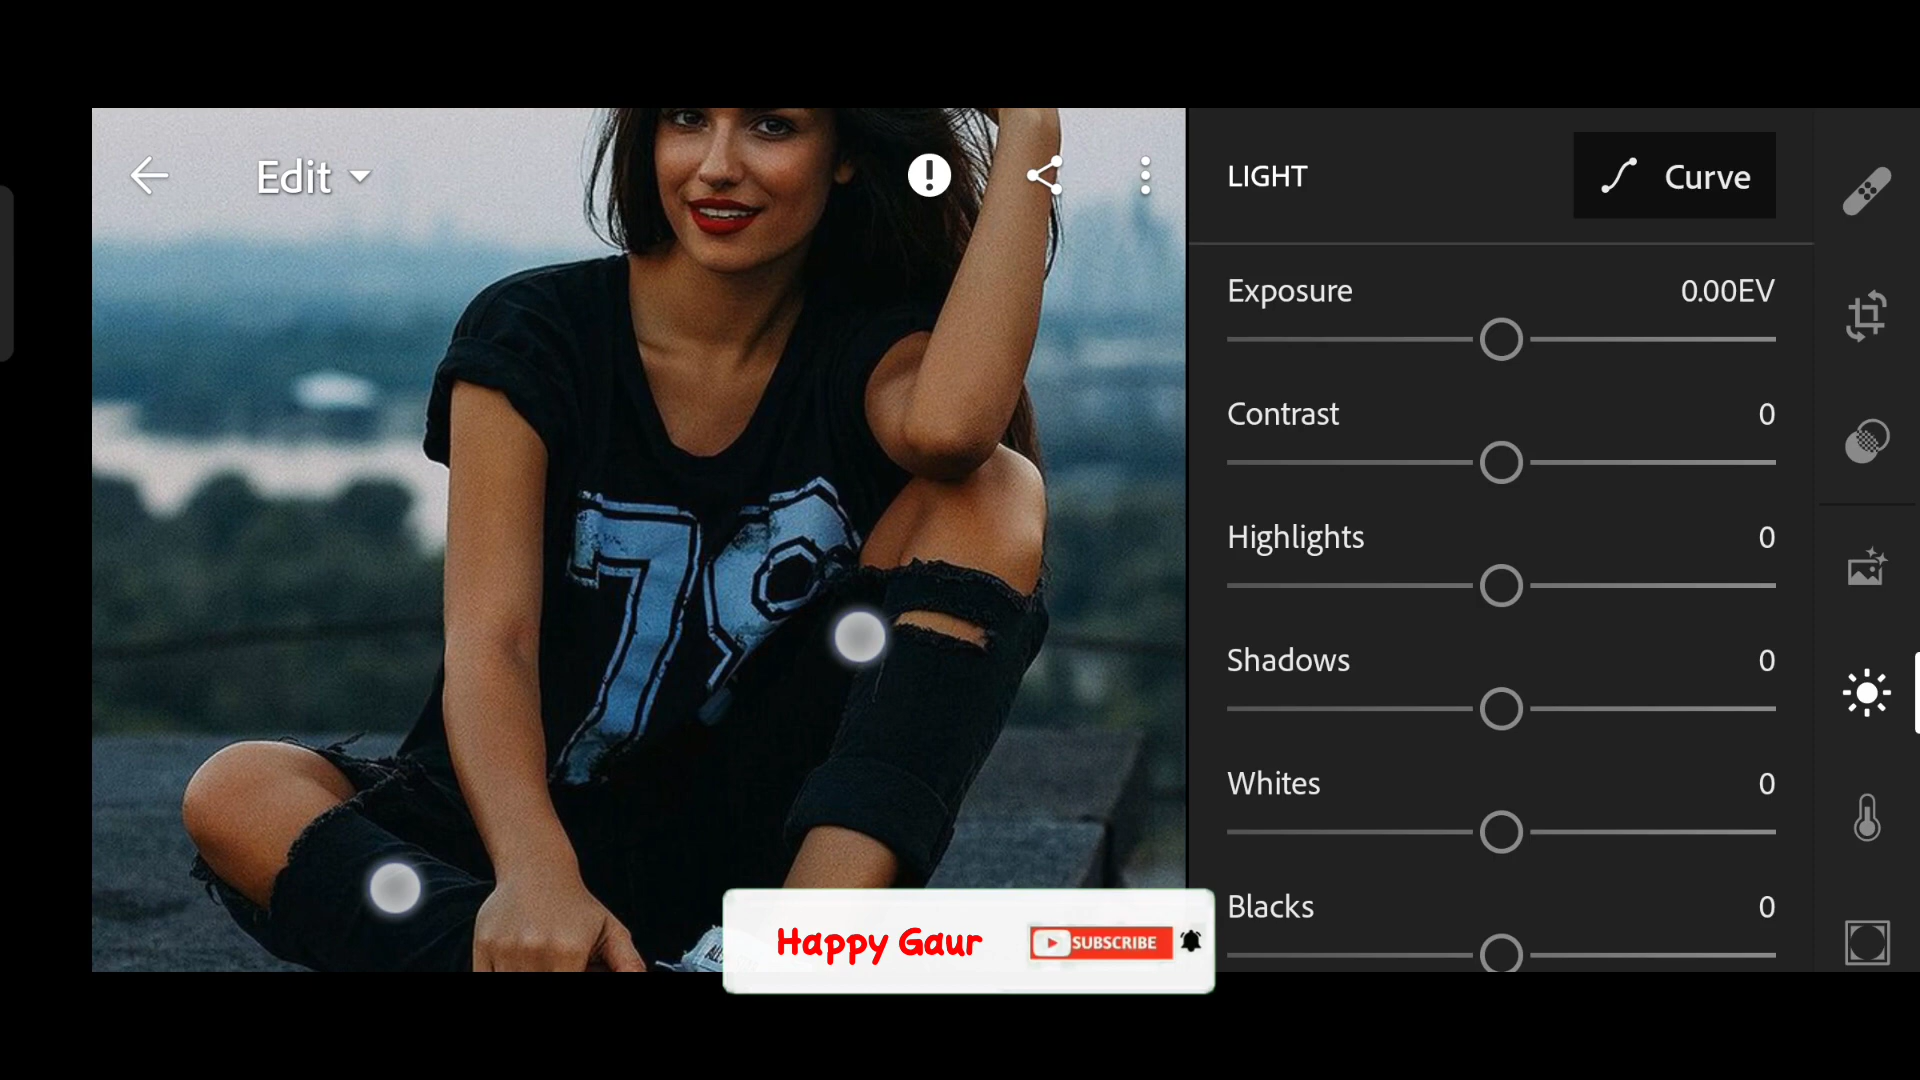 Edit
LIGHT
Curve
Exposure 0.00EV
Contrast 0
Highlights 0
Shadows 0
Whites 0
Blacks 0
79
Happy Gaur
SUBSCRIBE